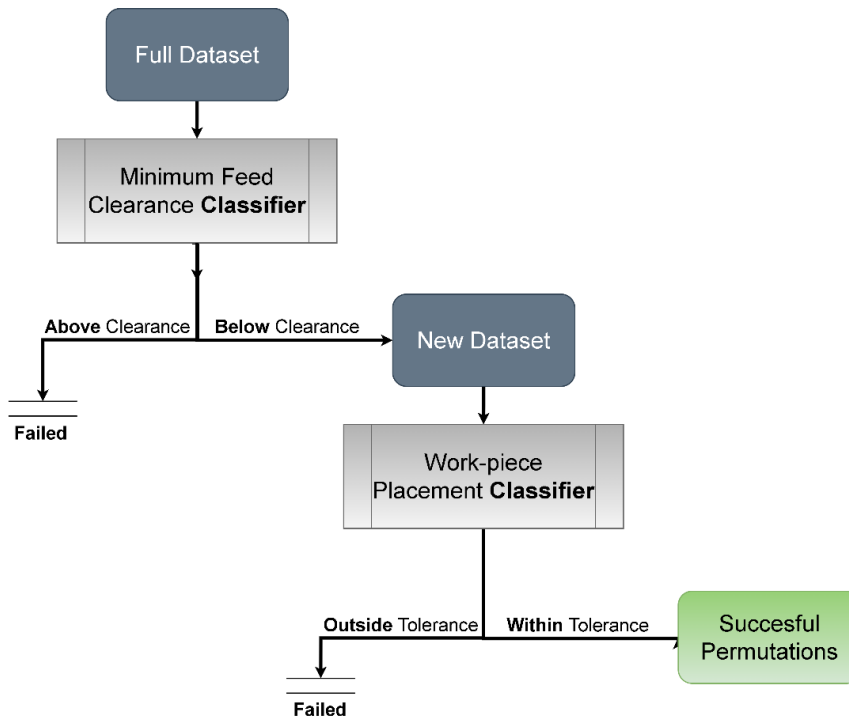 Full Dataset
Minimum Feed
Clearance Classifier
Above Clearance
Below Clearance
New Dataset
Failed
Work-piece
Placement Classifier
Outside Tolerance
Within Tolerance
Succesful
Permutations
Failed